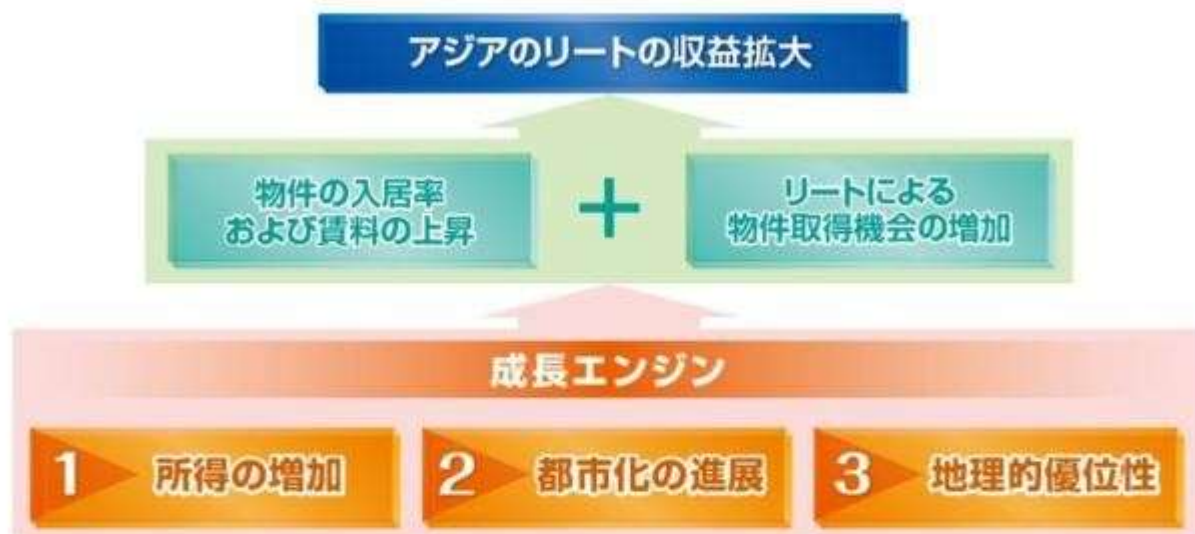 アジアのリートの収益拡大
物件の入居率
および賃料の上昇
+
リートによる
物件取得機会の増加
成長エンジン
1 所得の増加
2 都市化の進展
3 地理的優位性